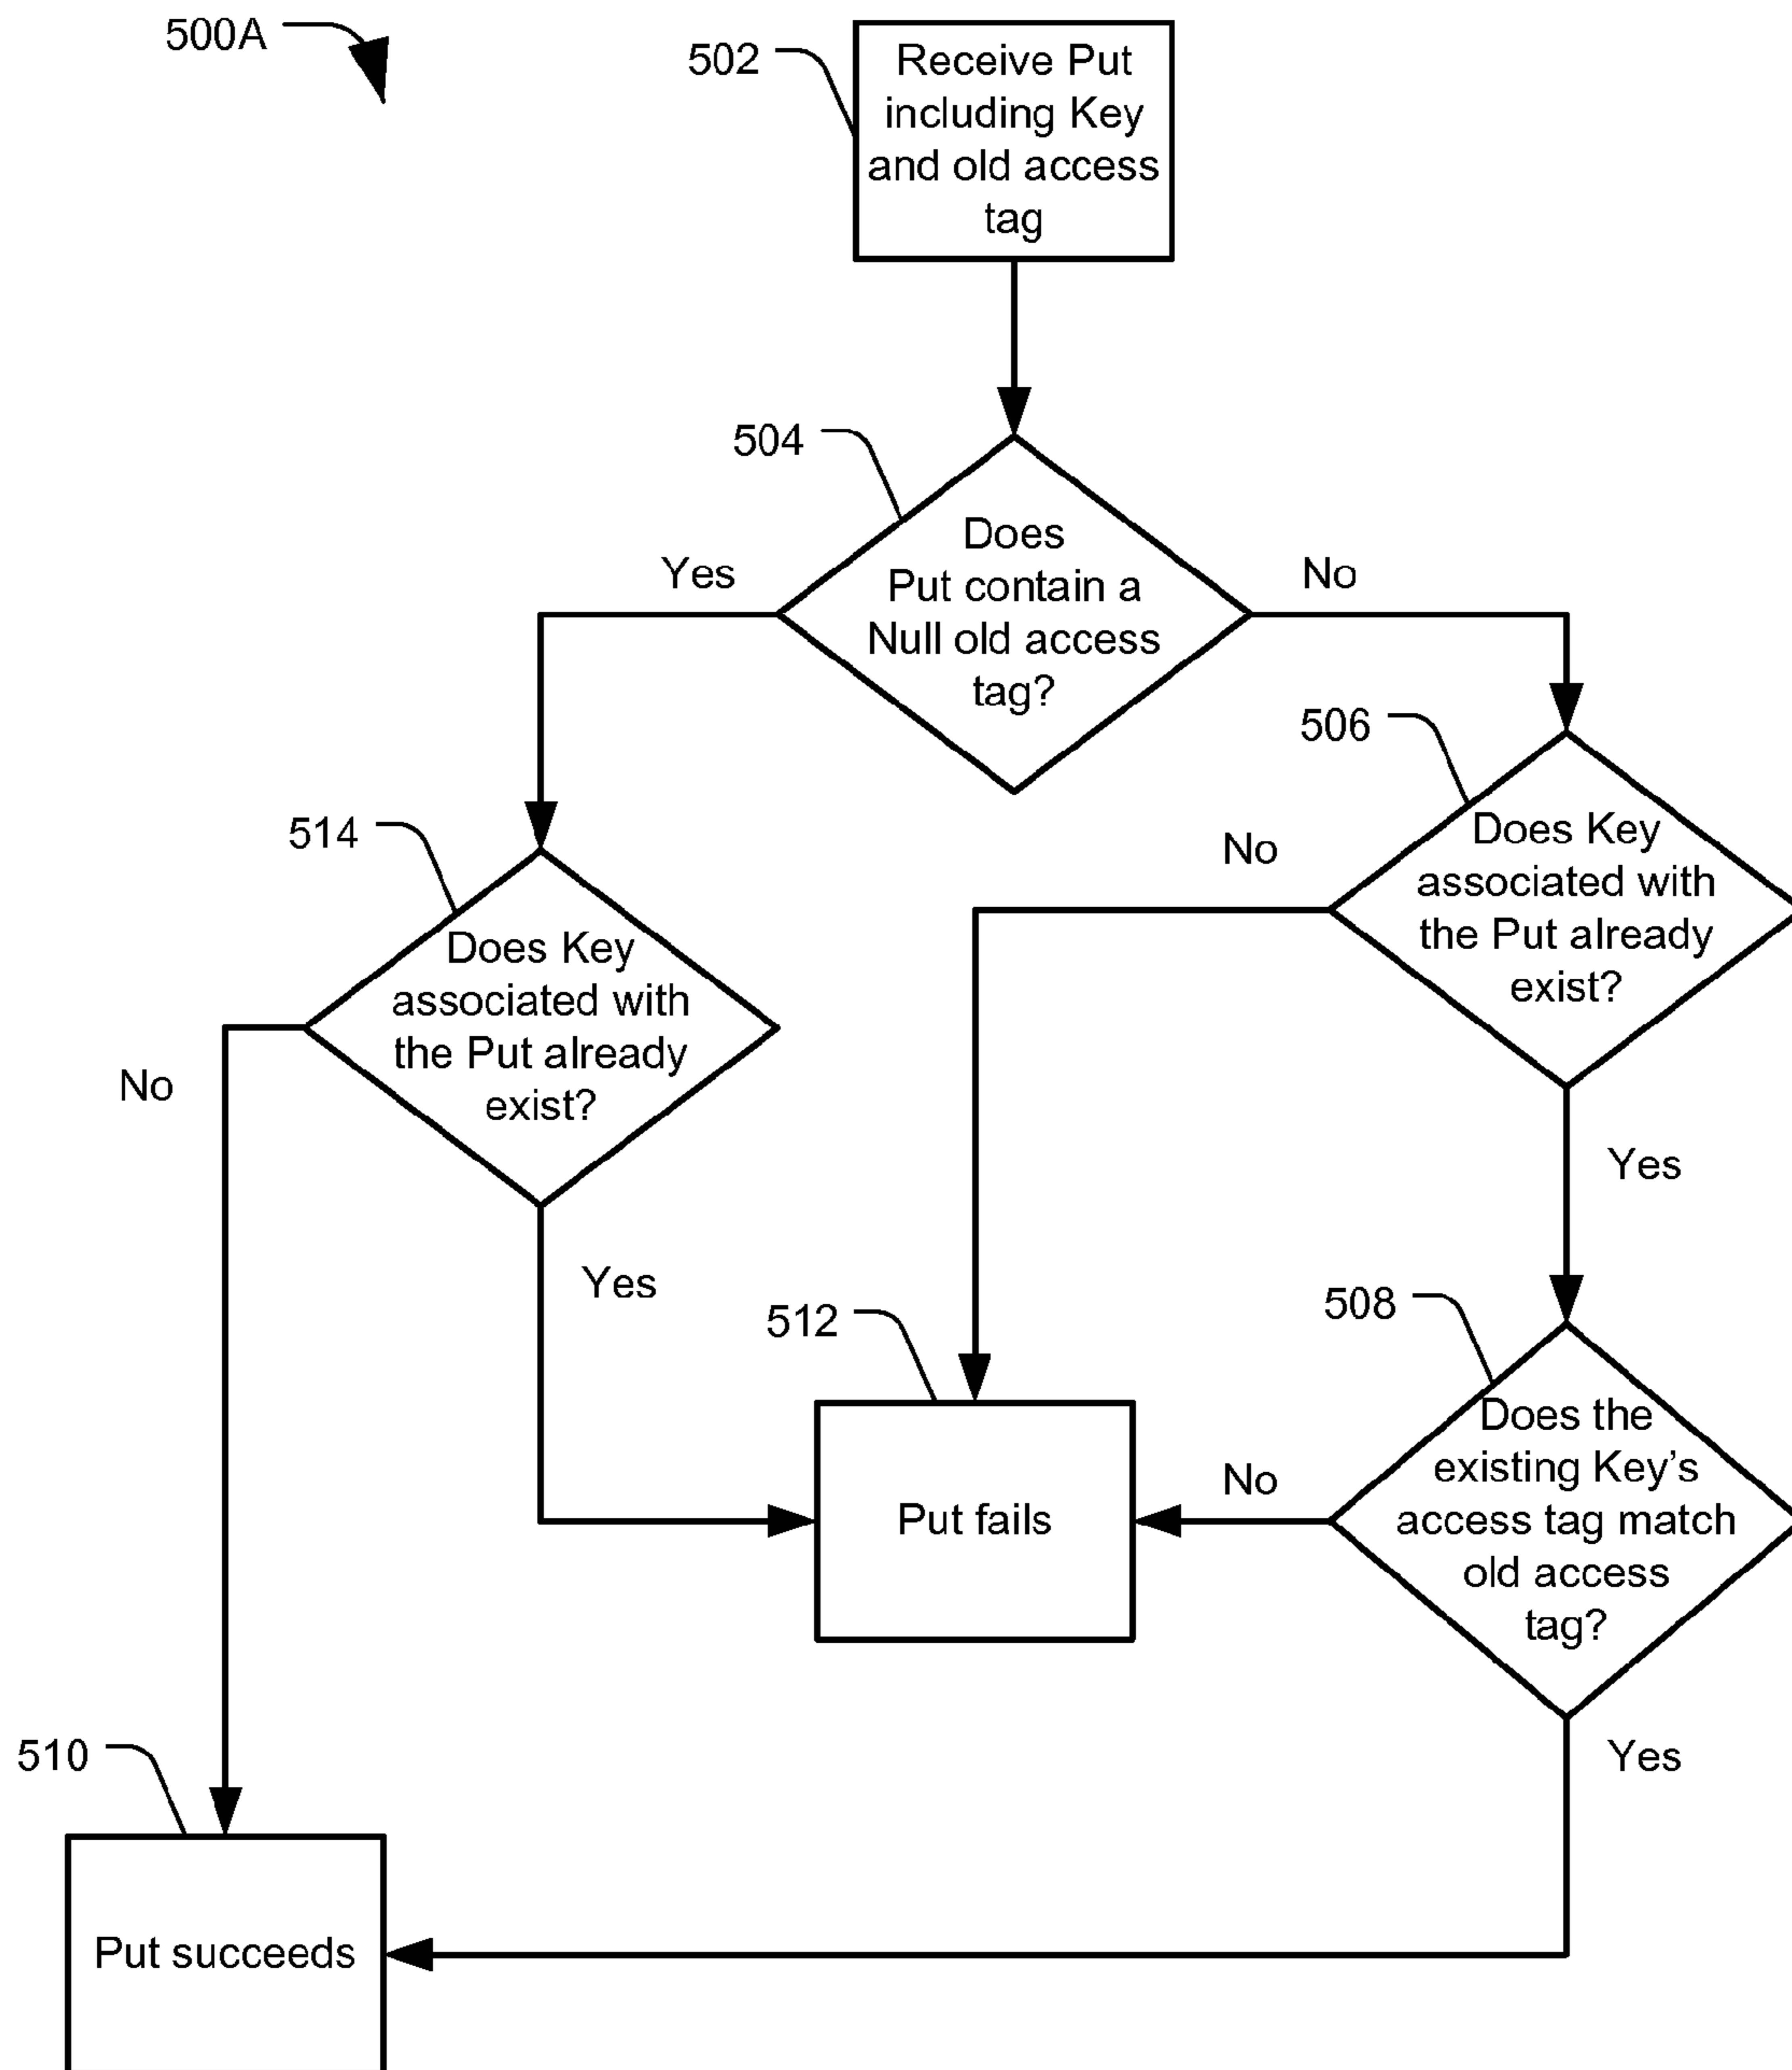 500A
502
Receive Put
including Key
and old access
tag
504
Does
Put contain a
Null old access
tag?
Yes
No
506
Does Key
associated with
the Put already
exist?
No
Yes
514
Does Key
associated with
the Put already
exist?
No
Yes
512
Put fails
508
Does the
existing Key's
access tag match
old access
tag?
No
Yes
510
Put succeeds